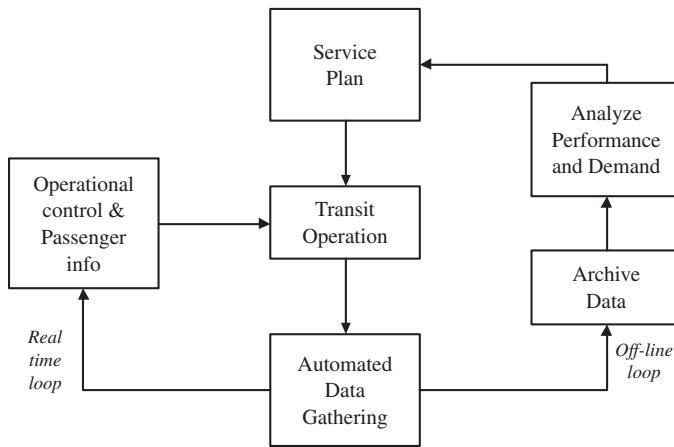 Service
Plan
Analyze
Performance
and Demand
Operational
control &
Passenger
info
Transit
Operation
Archive
Data
Real
time
loop
Automated
Data
Gathering
Off-line
loop